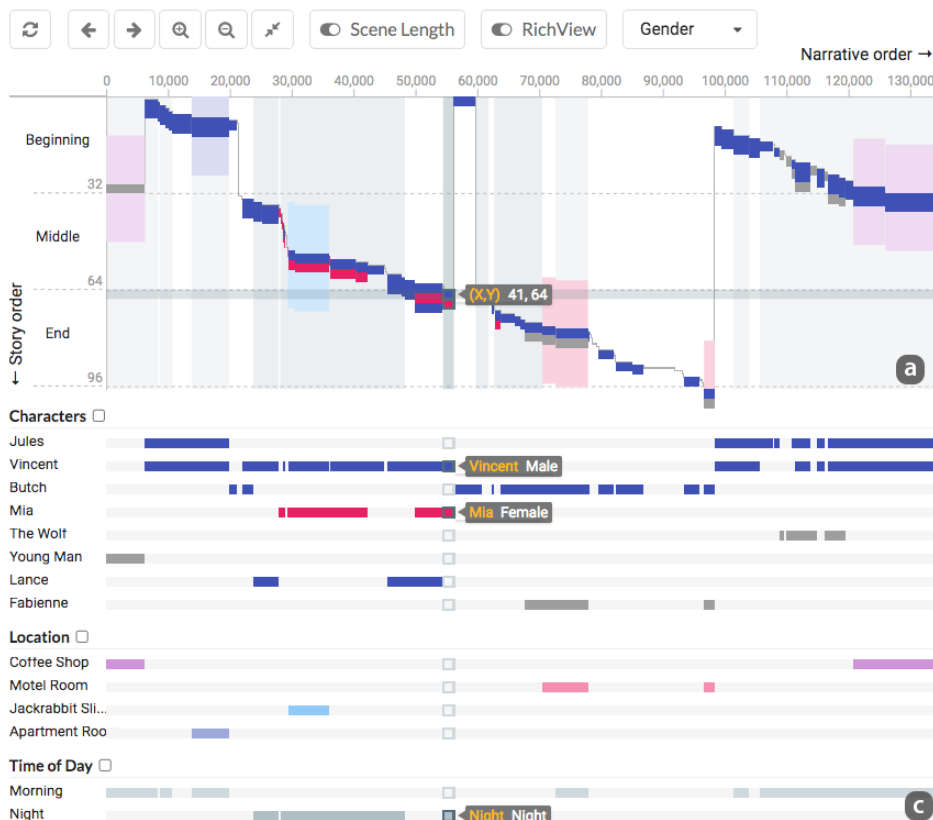 Scene Length RichView Gender
Narrative order →
0 10,000 20,000 30,000 40,000 50,000 60,000 70,000 80,000 90,000 100,000 110,000 120,000 130,000
Beginning
32
Middle
64
(X,Y) 41, 64
← Story order
End
96
a
Characters
Jules
Vincent
Vincent Male
Butch
Mia
Mia Female
The Wolf
Young Man
Lance
Fabienne
Location
Coffee Shop
Motel Room
Jackrabbit Sli...
Apartment Roo
Time of Day
Morning
c
Night
Night Night